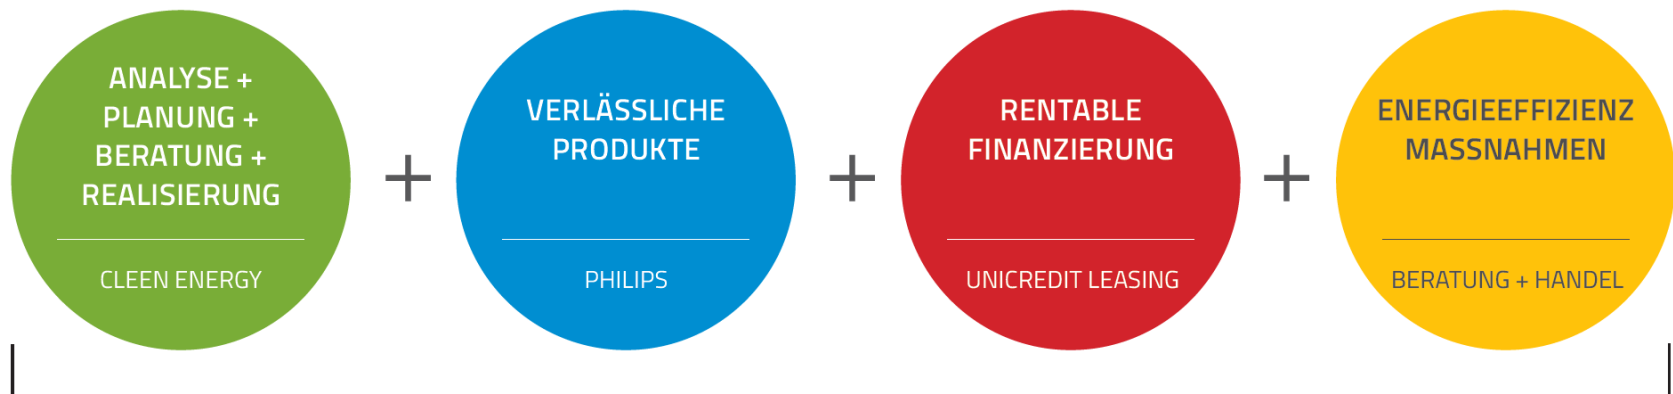 ANALYSE +
PLANUNG +
BERATUNG +
REALISIERUNG
CLEEN ENERGY
+
VERLÄSSLICHE
PRODUKTE
PHILIPS
+
RENTABLE
FINANZIERUNG
UNICREDIT LEASING
+
ENERGIEEFFIZIENZ
MASSNAHMEN
BERATUNG + HANDEL